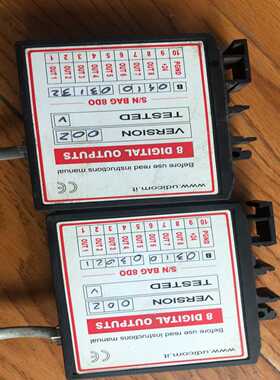 www.udicom.it
CE
Before use read instructions manual
8 DIGITAL OUTPUTS
VERSION 002
TESTED V
S/N BAG 8DO
B
10 9 8 7 6 5 4 3 2 1
PGND OUT 8 OUT 7 OUT 6 OUT 5 OUT 4 OUT 3 OUT 2 OUT 1
www.udicom.it
CE
Before use read instructions manual
8 DIGITAL OUTPUTS
VERSION 002
TESTED V
S/N BAG 8DO
B
10 9 8 7 6 5 4 3 2 1
PGND OUT 8 OUT 7 OUT 6 OUT 5 OUT 4 OUT 3 OUT 2 OUT 1